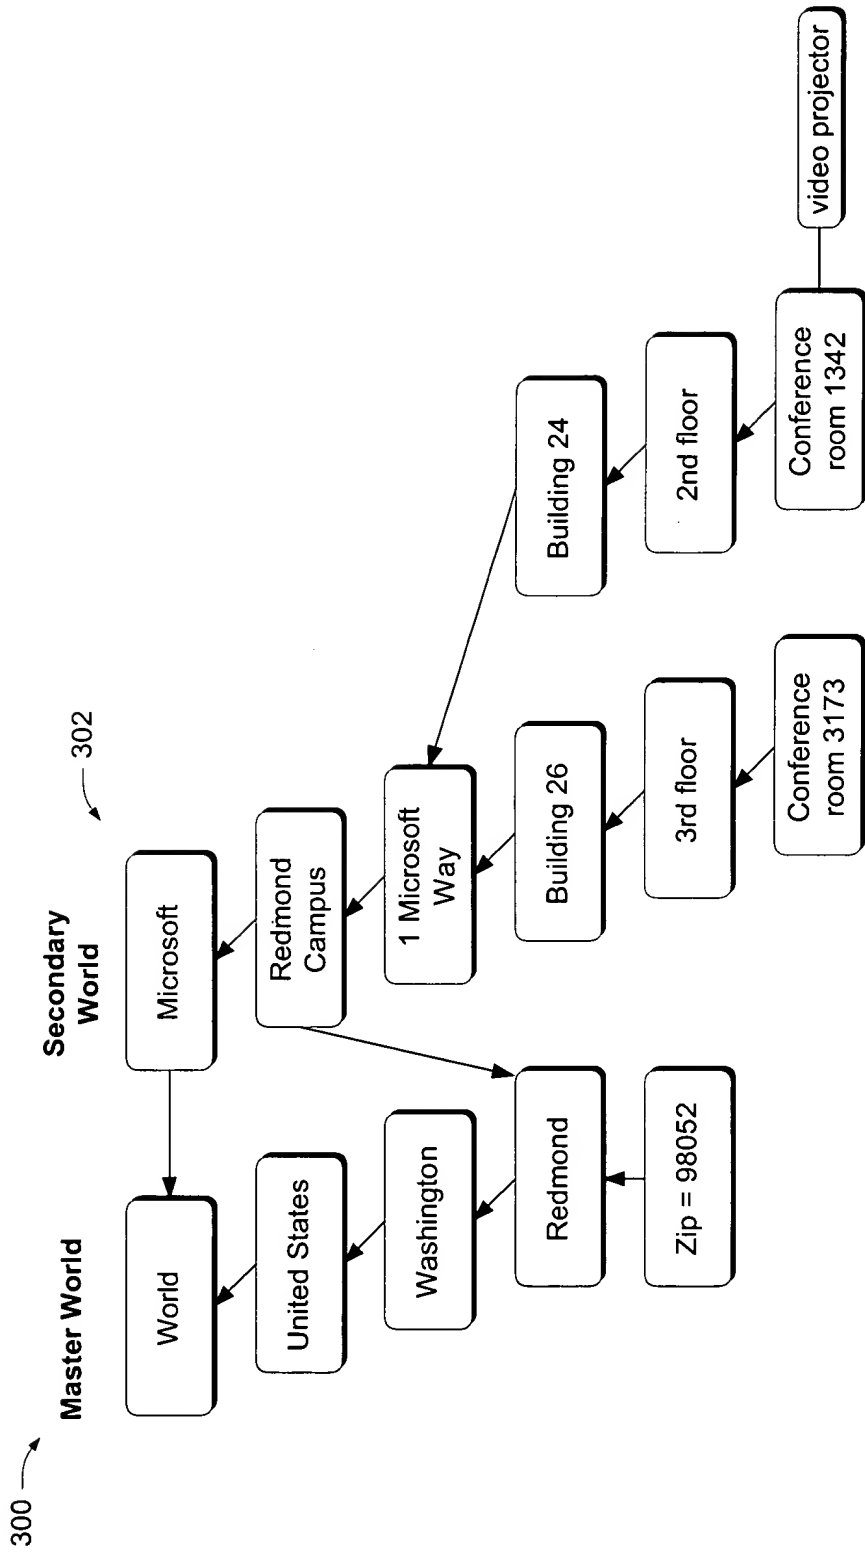 300
Master World
Secondary
World
302
World
Microsoft
United States
Redmond
Campus
Washington
1 Microsoft
Way
Redmond
Building 26
Building 24
Zip = 98052
3rd floor
2nd floor
Conference
room 3173
Conference
room 1342
video projector